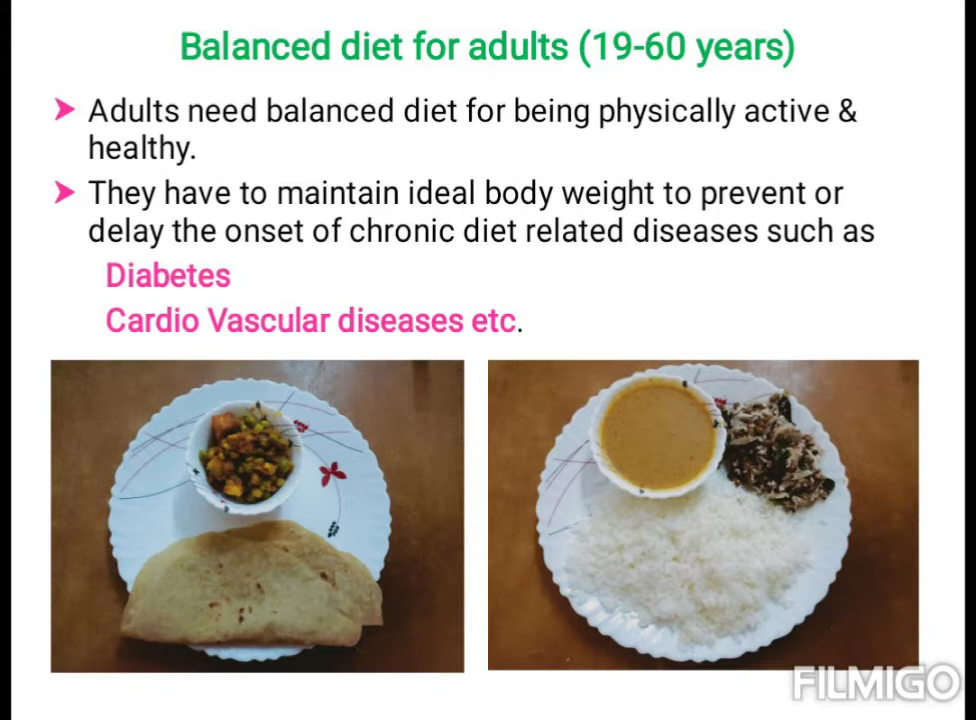 Balanced diet for adults (19-60 years)
Adults need balanced diet for being physically active &
healthy.
They have to maintain ideal body weight to prevent or
delay the onset of chronic diet related diseases such as
Diabetes
Cardio Vascular diseases etc.
FILMIGO